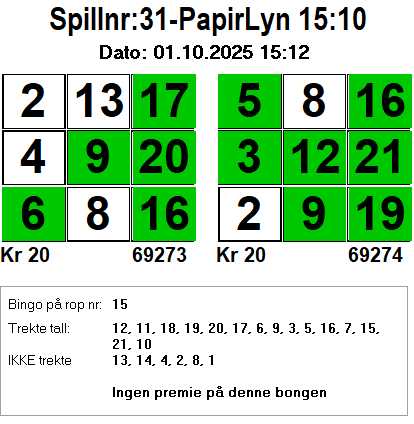 Spillnr:31-PapirLyn 15:10
Dato: 01.10.2025 15:12
2 13 17 5 8 16
4 9 20 3 12 21
6 8 16 2 9 19
Kr 20 69273 Kr 20 69274
Bingo på rop nr: 15
Trekte tall: 12, 11, 18, 19, 20, 17, 6, 9, 3, 5, 16, 7, 15,
21, 10
IKKE trekte 13, 14, 4, 2, 8, 1
Ingen premie på denne bongen